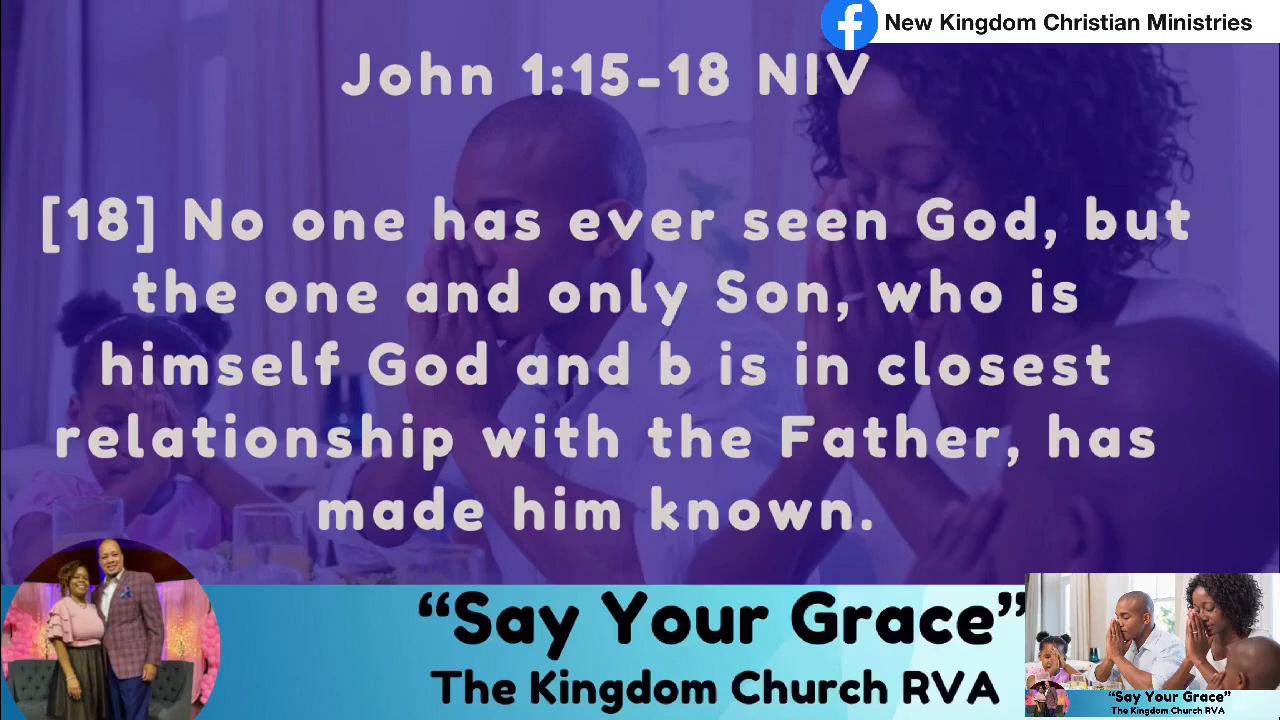 New Kingdom Christian Ministries
John 1:15-18 NIV
[18] No one has ever seen God, but
the one and only Son, who is
himself God and b is in closest
relationship with the Father, has
made him known.
“Say Your Grace”
The Kingdom Church RVA
“Say Your Grace”
The Kingdom Church RVA